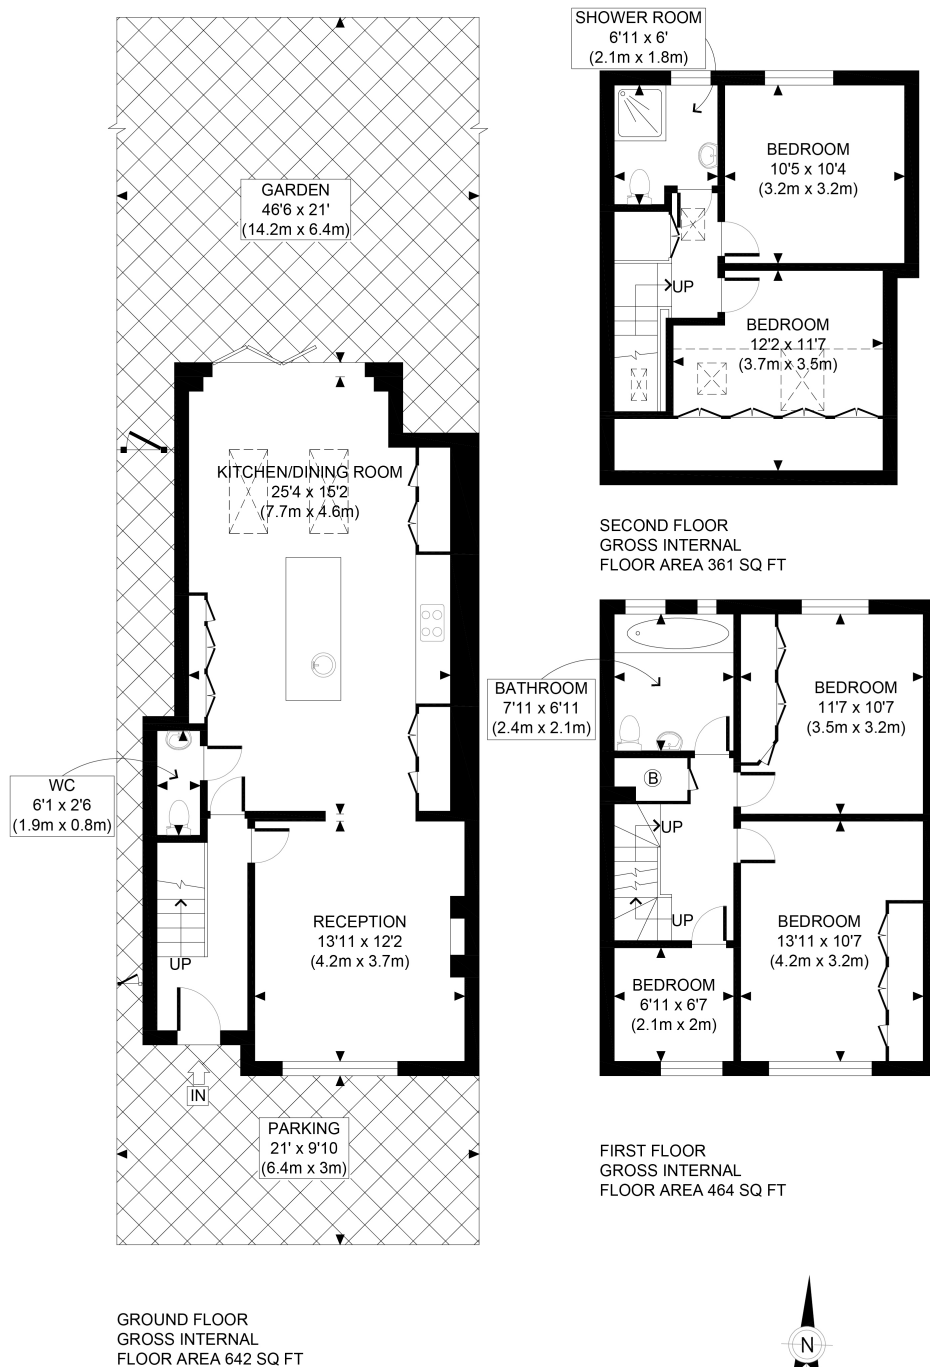 SHOWER ROOM
6'11 x 6'
(2.1m x 1.8m)
BEDROOM
10'5 x 10'4
(3.2m x 3.2m)
UP
BEDROOM
12'2 x 11'7
(3.7m x 3.5m)
SECOND FLOOR
GROSS INTERNAL
FLOOR AREA 361 SQ FT
GARDEN
46'6 x 21'
(14.2m x 6.4m)
KITCHEN/DINING ROOM
25'4 x 15'2
(7.7m x 4.6m)
WC
6'1 x 2'6
(1.9m x 0.8m)
RECEPTION
13'11 x 12'2
(4.2m x 3.7m)
UP
IN
PARKING
21' x 9'10
(6.4m x 3m)
BATHROOM
7'11 x 6'11
(2.4m x 2.1m)
BEDROOM
11'7 x 10'7
(3.5m x 3.2m)
B
UP
UP
BEDROOM
13'11 x 10'7
(4.2m x 3.2m)
BEDROOM
6'11 x 6'7
(2.1m x 2m)
FIRST FLOOR
GROSS INTERNAL
FLOOR AREA 464 SQ FT
GROUND FLOOR
GROSS INTERNAL
FLOOR AREA 642 SQ FT
N